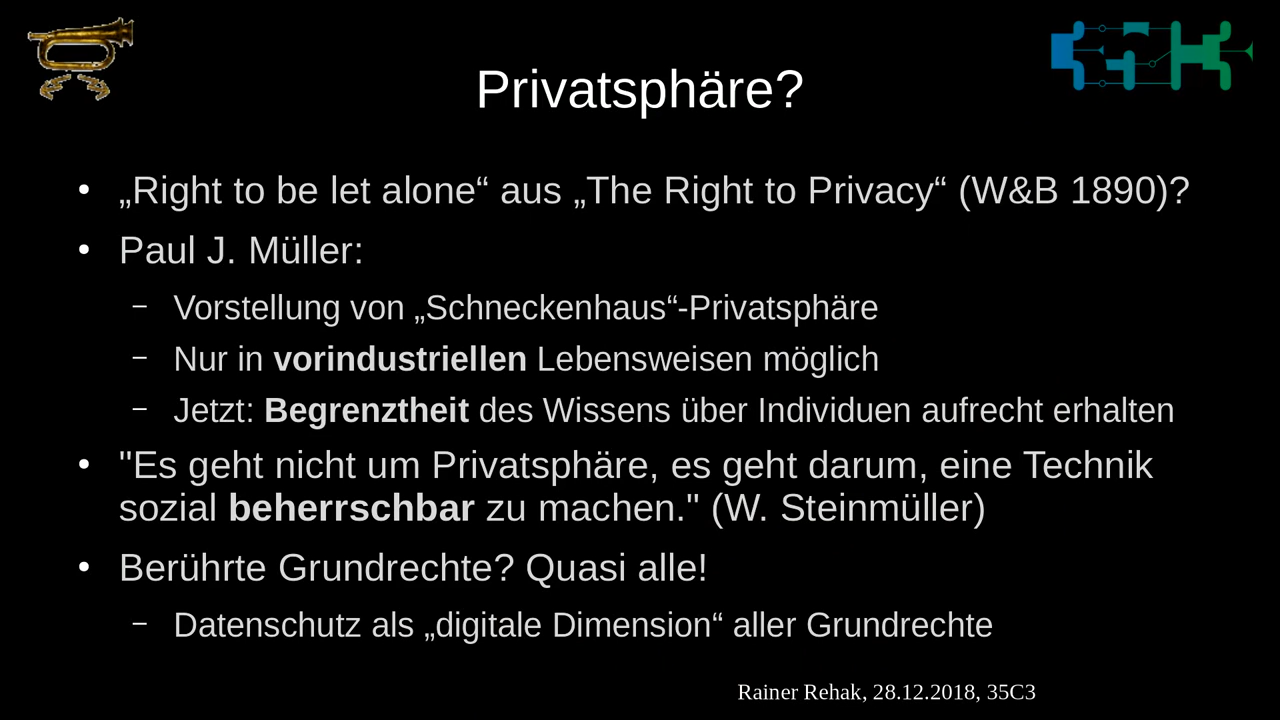 Privatsphäre?
„Right to be let alone“ aus „The Right to Privacy“ (W&B 1890)?
Paul J. Müller:
Vorstellung von „Schneckenhaus“-Privatsphäre
Nur in vorindustriellen Lebensweisen möglich
Jetzt: Begrenztheit des Wissens über Individuen aufrecht erhalten
"Es geht nicht um Privatsphäre, es geht darum, eine Technik
sozial beherrschbar zu machen." (W. Steinmüller)
Berührte Grundrechte? Quasi alle!
Datenschutz als „digitale Dimension“ aller Grundrechte
Rainer Rehak, 28.12.2018, 35C3